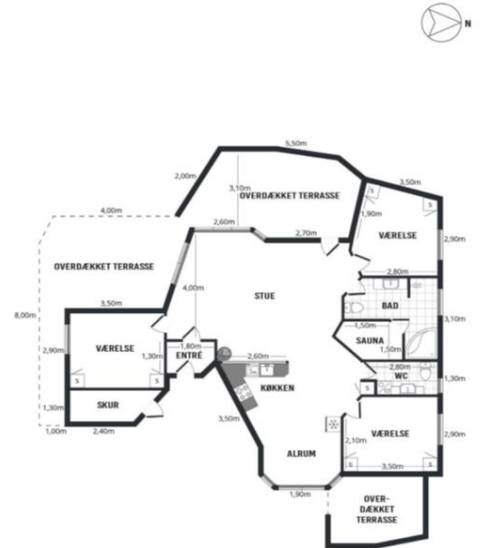 N
5,50m
2,00m
3,10m
OVERDÆKKET TERRASSE
3,50m
S
S
1,90m
4,00m
2,60m
2,70m
VÆRELSE
2,90m
OVERDÆKKET TERRASSE
2,80m
4,00m
STUE
BAD
8,00m
3,50m
3,10m
1,50m
SAUNA
1,50m
2,90m
VÆRELSE
1,30m
1,80m
ENTRÉ
2,60m
2,80m
WC
1,30m
S
S
KØKKEN
S
1,30m
SKUR
3,50m
2,10m
VÆRELSE
2,90m
1,00m
2,40m
ALRUM
S
3,50m
S
1,90m
OVER-
DÆKKET
TERRASSE